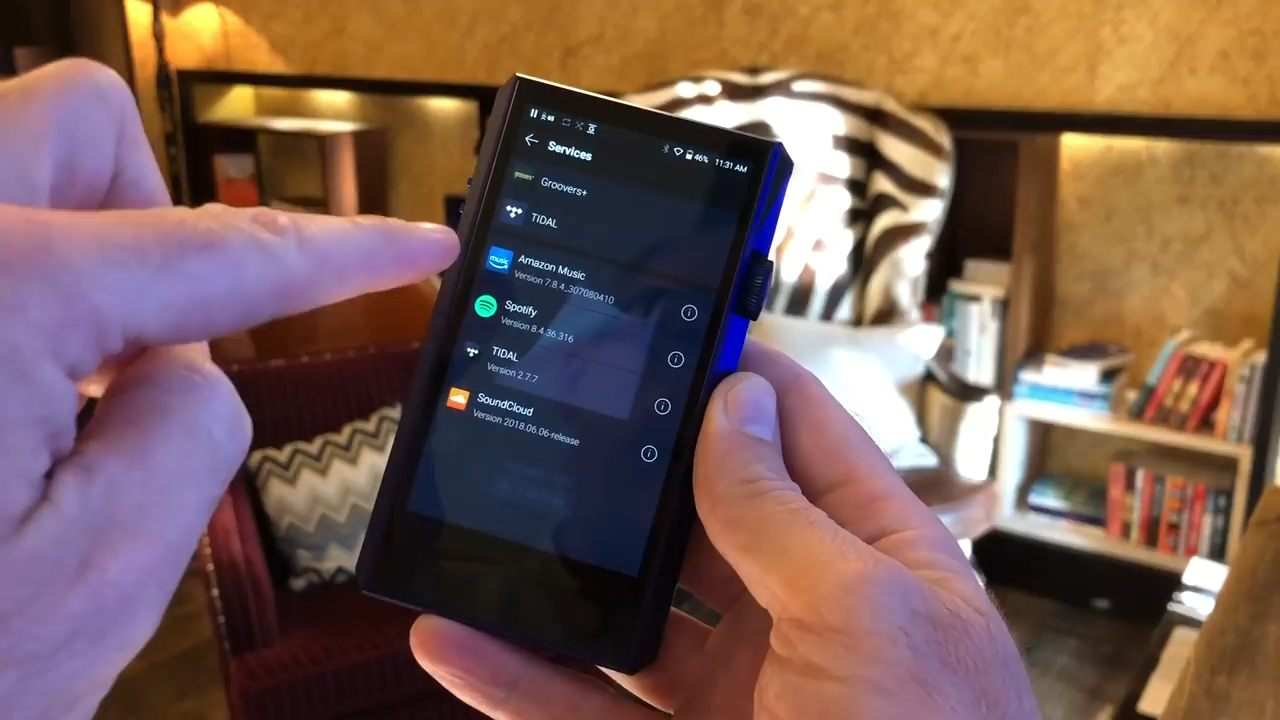 46% 11:31 AM
Services
Groovers+
TIDAL
music
Amazon Music
Version 7.8.4_307080410
Spotify
Version 8.4.36.316
TIDAL
Version 2.7.7
SoundCloud
Version 2018.06.06-release